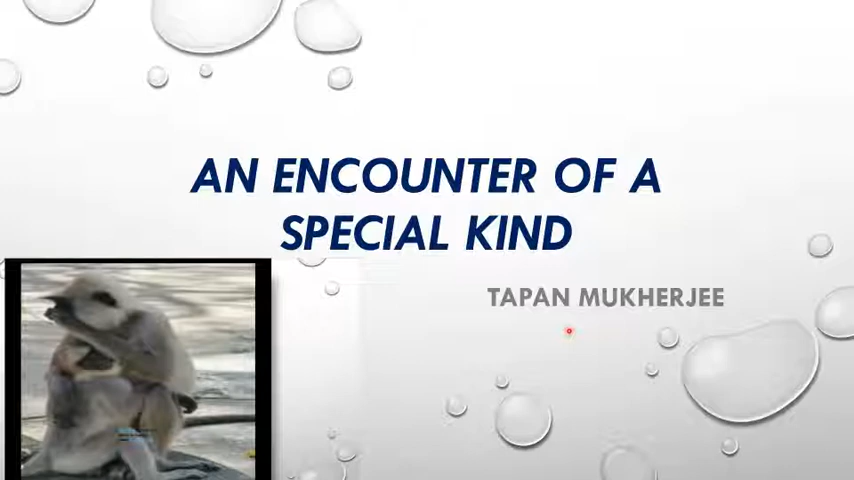 AN ENCOUNTER OF A
SPECIAL KIND
TAPAN MUKHERJEE